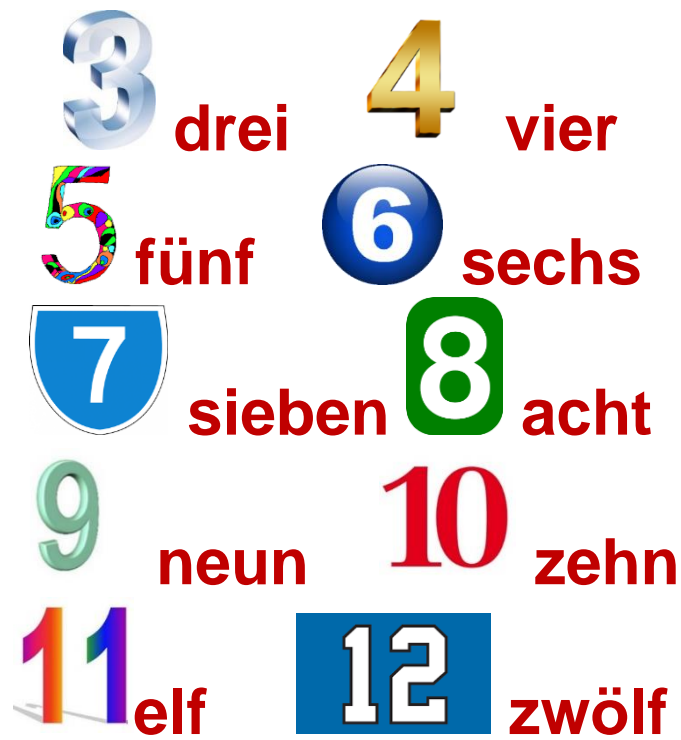 3 drei 4 vier
5 fünf 6 sechs
7 sieben 8 acht
9 neun 10 zehn
11 elf 12 zwölf